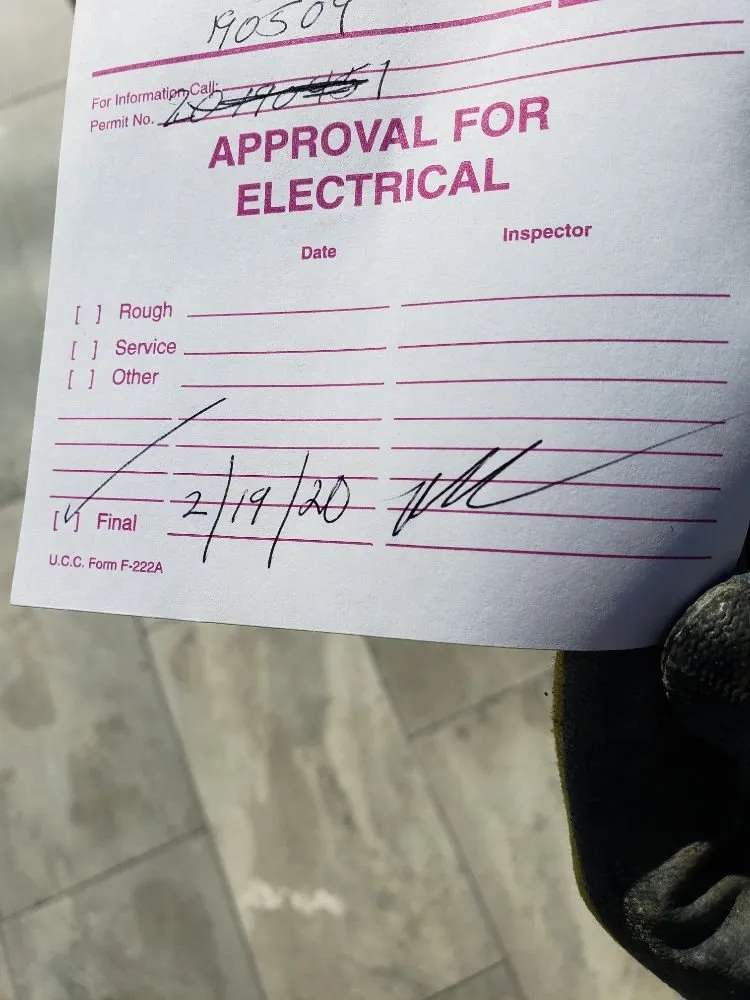 190509
For Information Call:
Permit No. 20190451
APPROVAL FOR
ELECTRICAL
Date Inspector
[ ] Rough
[ ] Service
[ ] Other
[✓] Final 2/19/20
U.C.C. Form F-222A